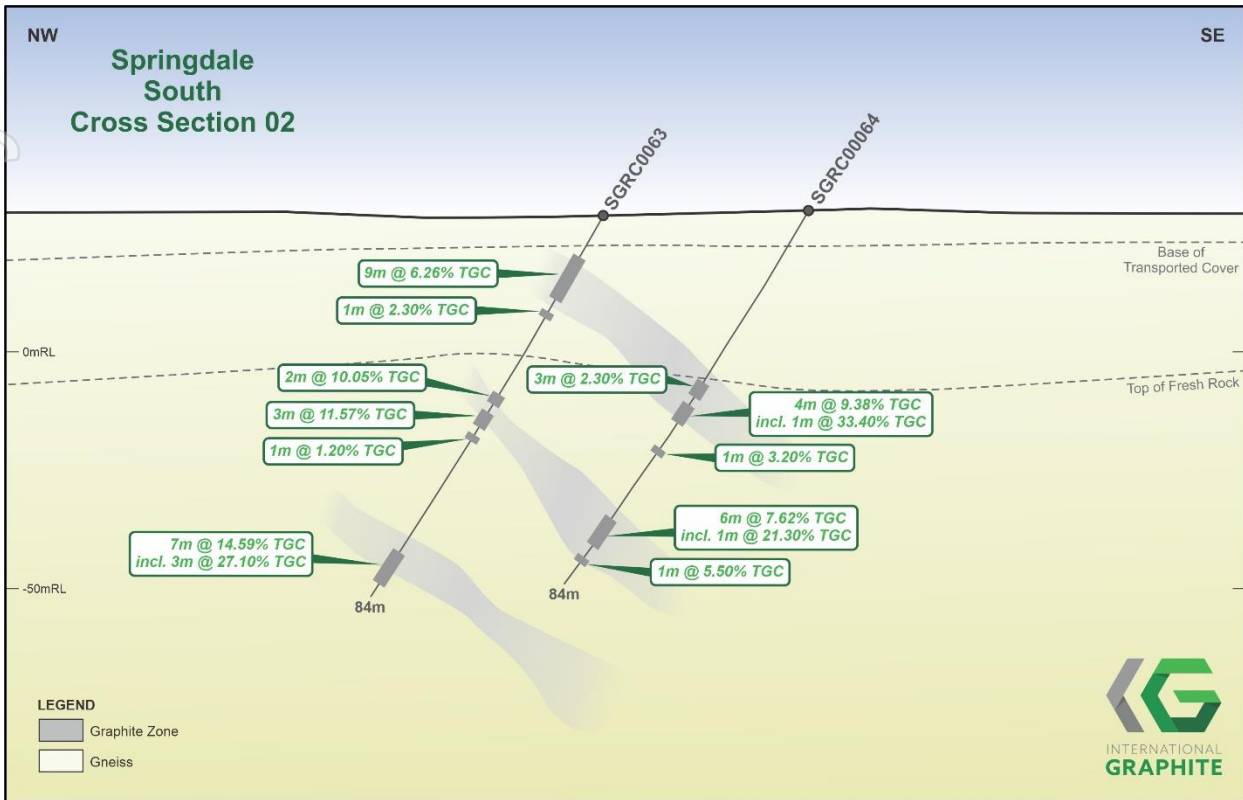 NW
SE
Springdale
South
Cross Section 02
SGRC0063
SGRC00064
Base of
Transported Cover
9m @ 6.26% TGC
1m @ 2.30% TGC
0mRL
2m @ 10.05% TGC
3m @ 2.30% TGC
Top of Fresh Rock
3m @ 11.57% TGC
4m @ 9.38% TGC
incl. 1m @ 33.40% TGC
1m @ 1.20% TGC
1m @ 3.20% TGC
7m @ 14.59% TGC
incl. 3m @ 27.10% TGC
6m @ 7.62% TGC
incl. 1m @ 21.30% TGC
1m @ 5.50% TGC
-50mRL
84m
84m
LEGEND
Graphite Zone
Gneiss
INTERNATIONAL
GRAPHITE